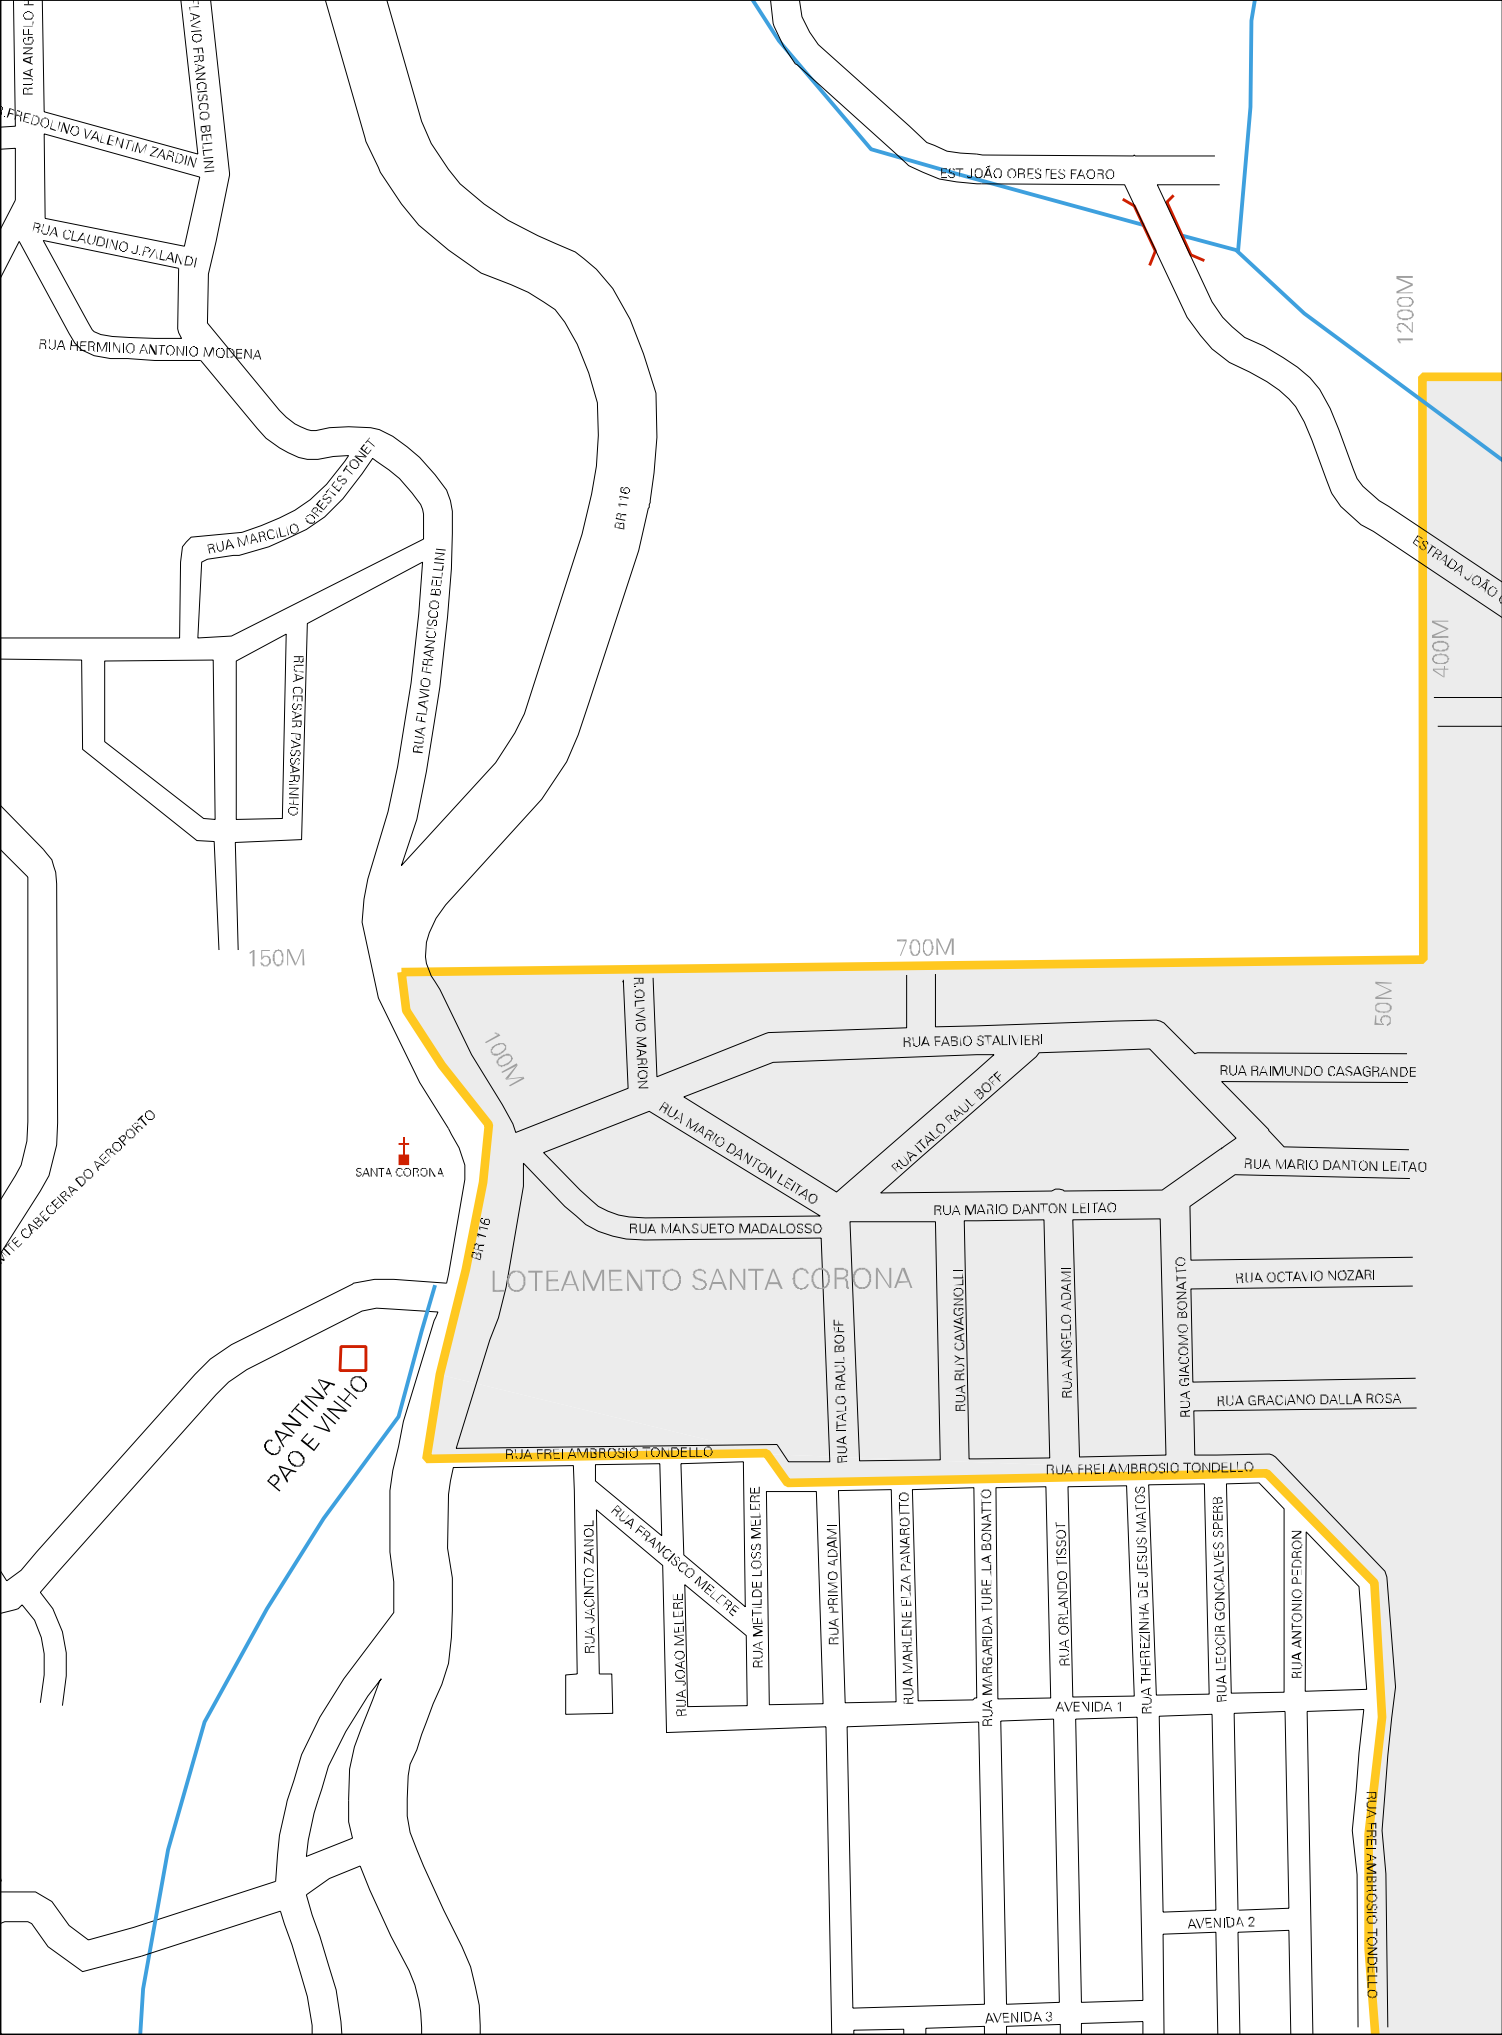 RUA ANGELO
FLAVIO FRANCISCO BELLINI
R.FREDOLINO VALENTIM ZARDIN
RUA CLAUDINO J.PALANDI
RUA HERMINIO ANTONIO MODENA
EST JOÃO ORESTES FAORO
1200M
RUA MARCILIO ORESTES TONET
BR 116
ESTRADA JOÃO
RUA FLAVIO FRANCISCO BELLINI
400M
RUA CESAR PASSARINHO
150M
700M
50M
100M
R.OLIVIO MARION
RUA FABIO STALIVIERI
RUA RAIMUNDO CASAGRANDE
RUA MARIO DANTON LEITAO
RUA ITALO RAUL BOFF
RUA MARIO DANTON LEITAO
CABECEIRA DO AEROPORTO
SANTA CORONA
RUA MARIO DANTON LEITAO
RUA MANSUETO MADALOSSO
BR 116
LOTEAMENTO SANTA CORONA
RUA OCTAVIO NOZARI
RUA ITALO RAUL BOFF
RUA RUY CAVAGNOLLI
RUA ANGELO ADAMI
RUA GIACOMO BONATTO
RUA GRACIANO DALLA ROSA
CANTINA
PAO E VINHO
RUA FREI AMBROSIO TONDELLO
RUA FREI AMBROSIO TONDELLO
RUA JACINTO ZANOL
RUA FRANCISCO MELERE
RUA JOAO MELERE
RUA METILDE LOSS MELERE
RUA PRIMO ADAMI
RUA MARLENE ELZA PANAROTTO
RUA MARGARIDA TURELLA BONATTO
RUA ORLANDO TISSOT
RUA THEREZINHA DE JESUS MATOS
RUA LEOCIR GONCALVES SPERB
RUA ANTONIO PEDRON
AVENIDA 1
RUA FREI AMBROSIO TONDELLO
AVENIDA 2
AVENIDA 3